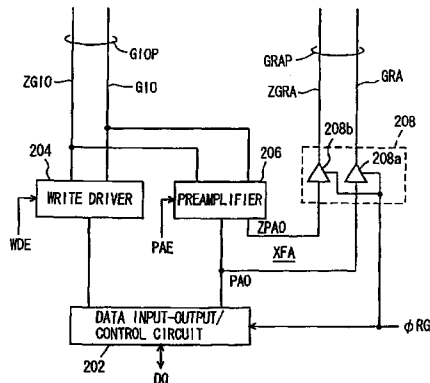 GIOP
GRAP
ZGIO
GIO
ZGRA
GRA
208b
208
204
206
208a
WRITE DRIVER
PREAMPLIFIER
WDE
PAE
ZPAO
XFA
PAO
DATA INPUT-OUTPUT/
CONTROL CIRCUIT
φRG
202
DQ